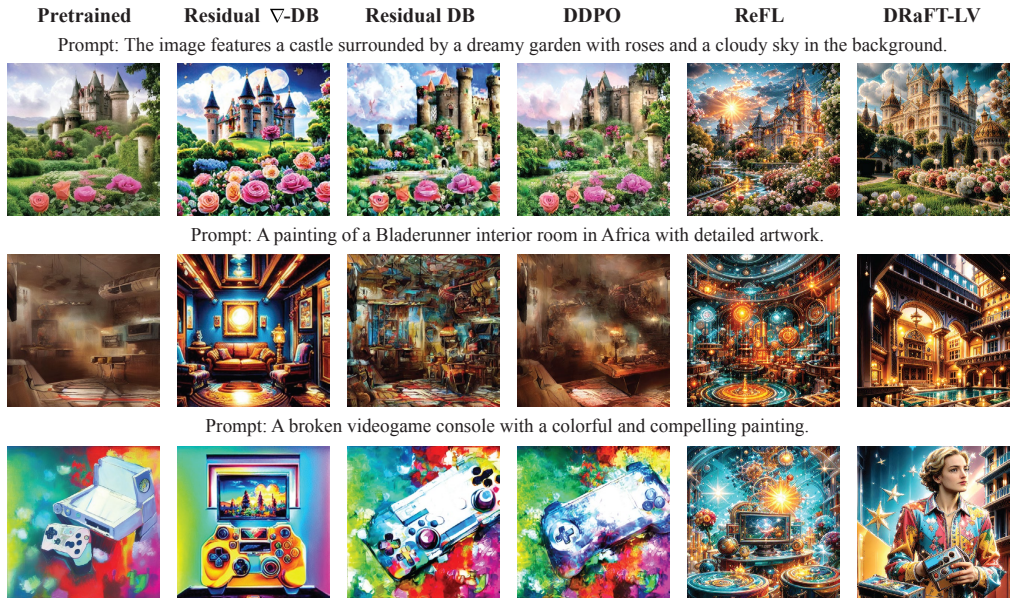 Pretrained Residual ∇-DB Residual DB DDPO ReFL DRaFT-LV
Prompt: The image features a castle surrounded by a dreamy garden with roses and a cloudy sky in the background.
Prompt: A painting of a Bladerunner interior room in Africa with detailed artwork.
Prompt: A broken videogame console with a colorful and compelling painting.